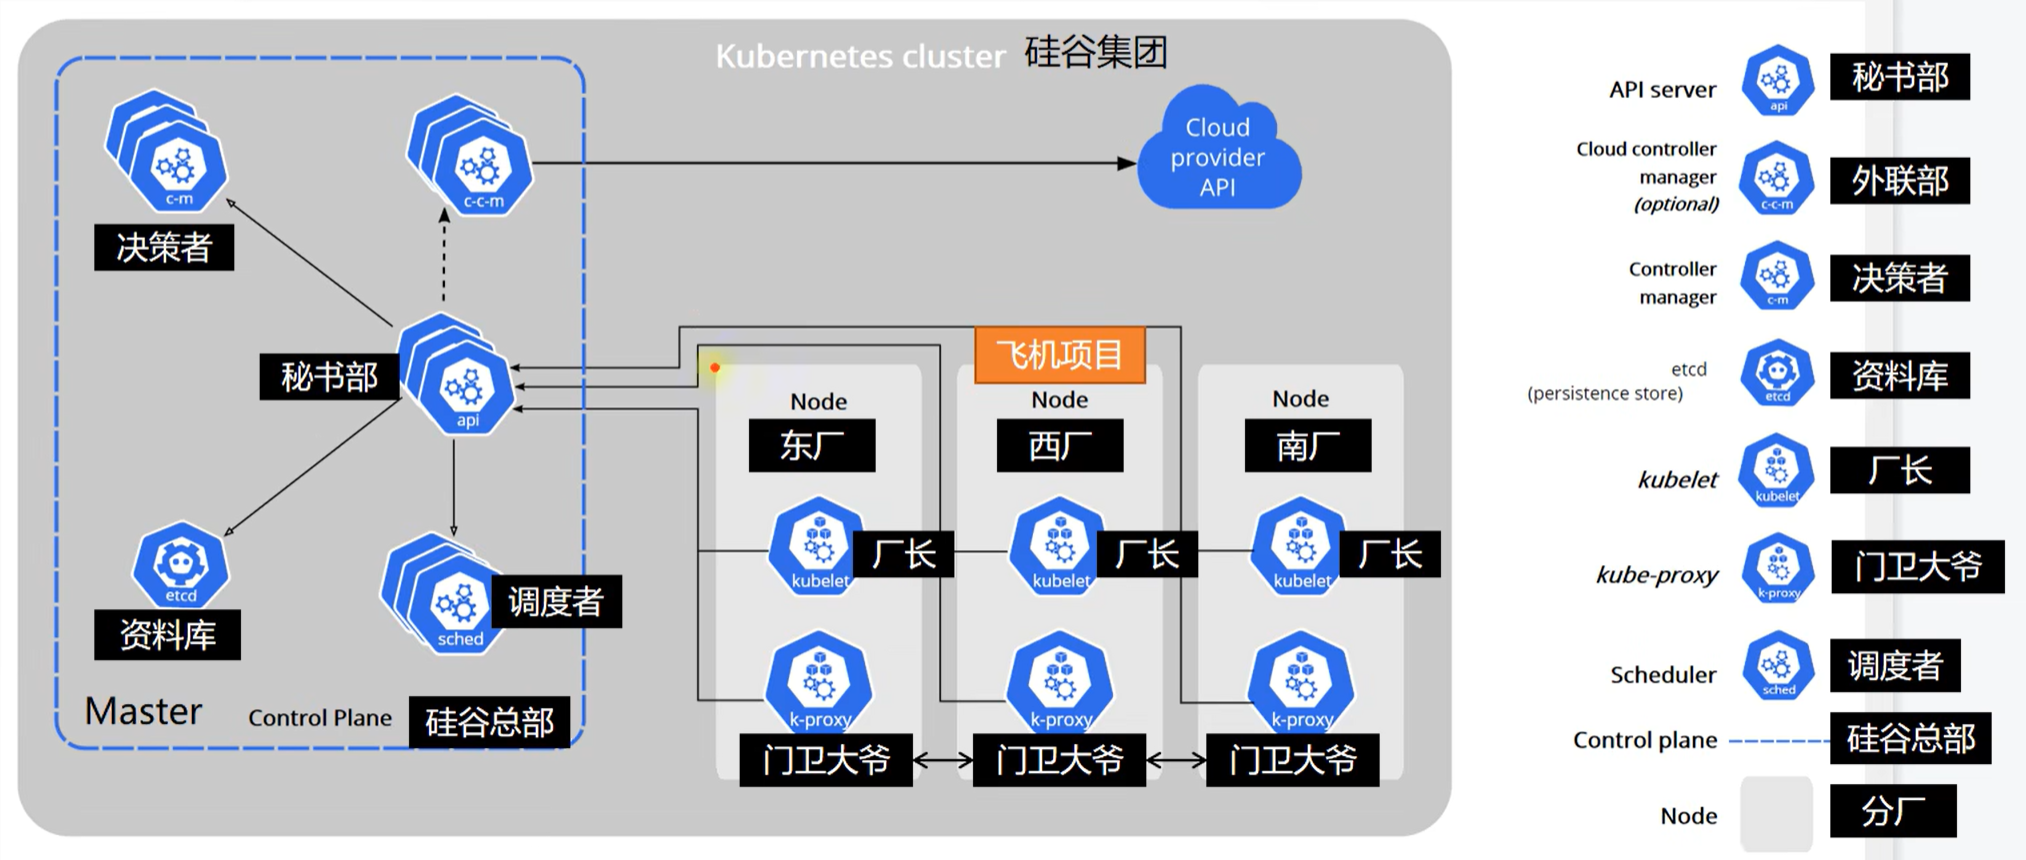 Kubernetes cluster 硅谷集团
c-m
决策者
c-c-m
Cloud
provider
API
秘书部
api
etcd
资料库
sched
调度者
Master
Control Plane
硅谷总部
飞机项目
Node
东厂
kubelet
厂长
k-proxy
门卫大爷
Node
西厂
kubelet
厂长
k-proxy
门卫大爷
Node
南厂
kubelet
厂长
k-proxy
门卫大爷
API server
api
秘书部
Cloud controller
manager
(optional)
c-c-m
外联部
Controller
manager
c-m
决策者
etcd
(persistence store)
etcd
资料库
kubelet
kubelet
厂长
kube-proxy
k-proxy
门卫大爷
Scheduler
sched
调度者
Control plane
硅谷总部
Node
分厂